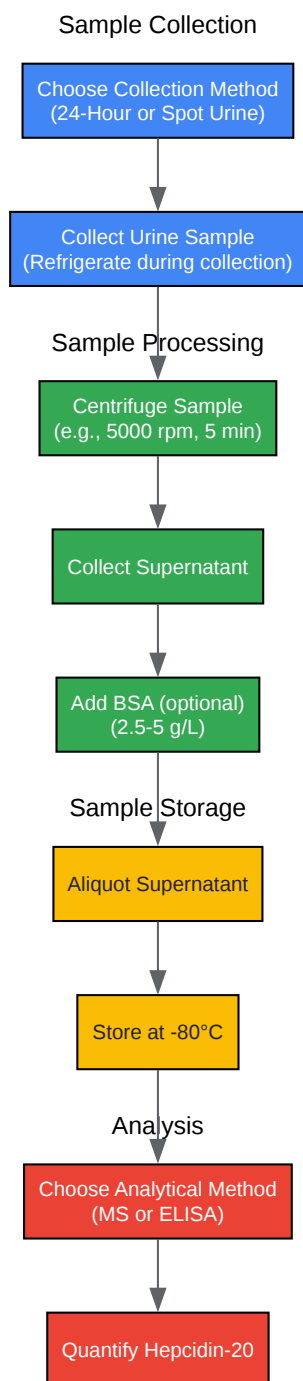 Sample Collection
Choose Collection Method
(24-Hour or Spot Urine)
Collect Urine Sample
(Refrigerate during collection)
Sample Processing
Centrifuge Sample
(e.g., 5000 rpm, 5 min)
Collect Supernatant
Add BSA (optional)
(2.5-5 g/L)
Sample Storage
Aliquot Supernatant
Store at -80°C
Analysis
Choose Analytical Method
(MS or ELISA)
Quantify Hepcidin-20